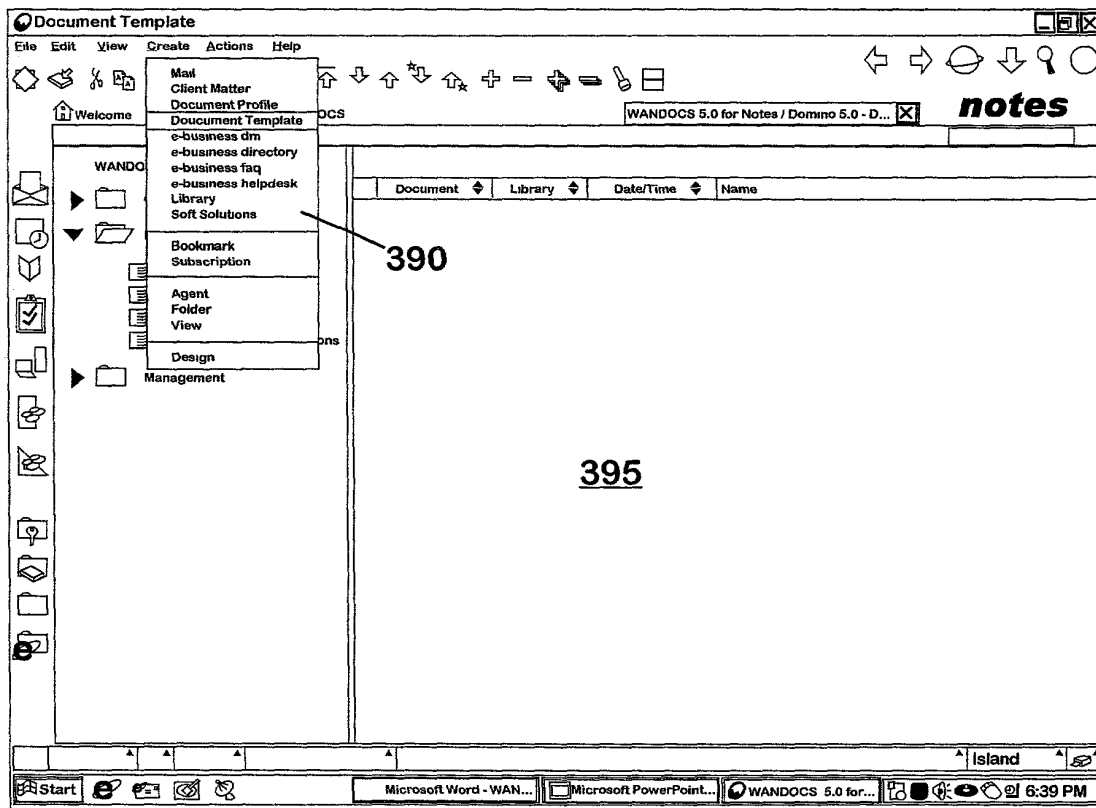 Document Template
File Edit View Create Actions Help
notes
Welcome
OCS
WANDOCS 5.0 for Notes / Domino 5.0 - D...
Mail
Client Matter
Document Profile
Doucument Template
e-business dm
e-business directory
e-business faq
e-business helpdesk
Library
Soft Solutions
Bookmark
Subscription
Agent
Folder
View
Design
WANDO
ons
Management
Document Library Date/Time Name
390
395
Island
Start e Microsoft Word - WAN... Microsoft PowerPoint... WANDOCS 5.0 for... 6:39 PM